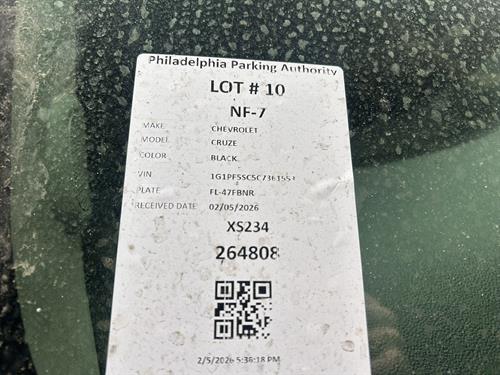 Philadelphia Parking Authority
LOT # 10
NF-7
MAKE CHEVROLET
MODEL CRUZE
COLOR BLACK
VIN 1G1PF5SC5C7361553
PLATE FL-47FBNR
RECEIVED DATE 02/05/2026
XS234
264808
2/5/2026 5:36:18 PM